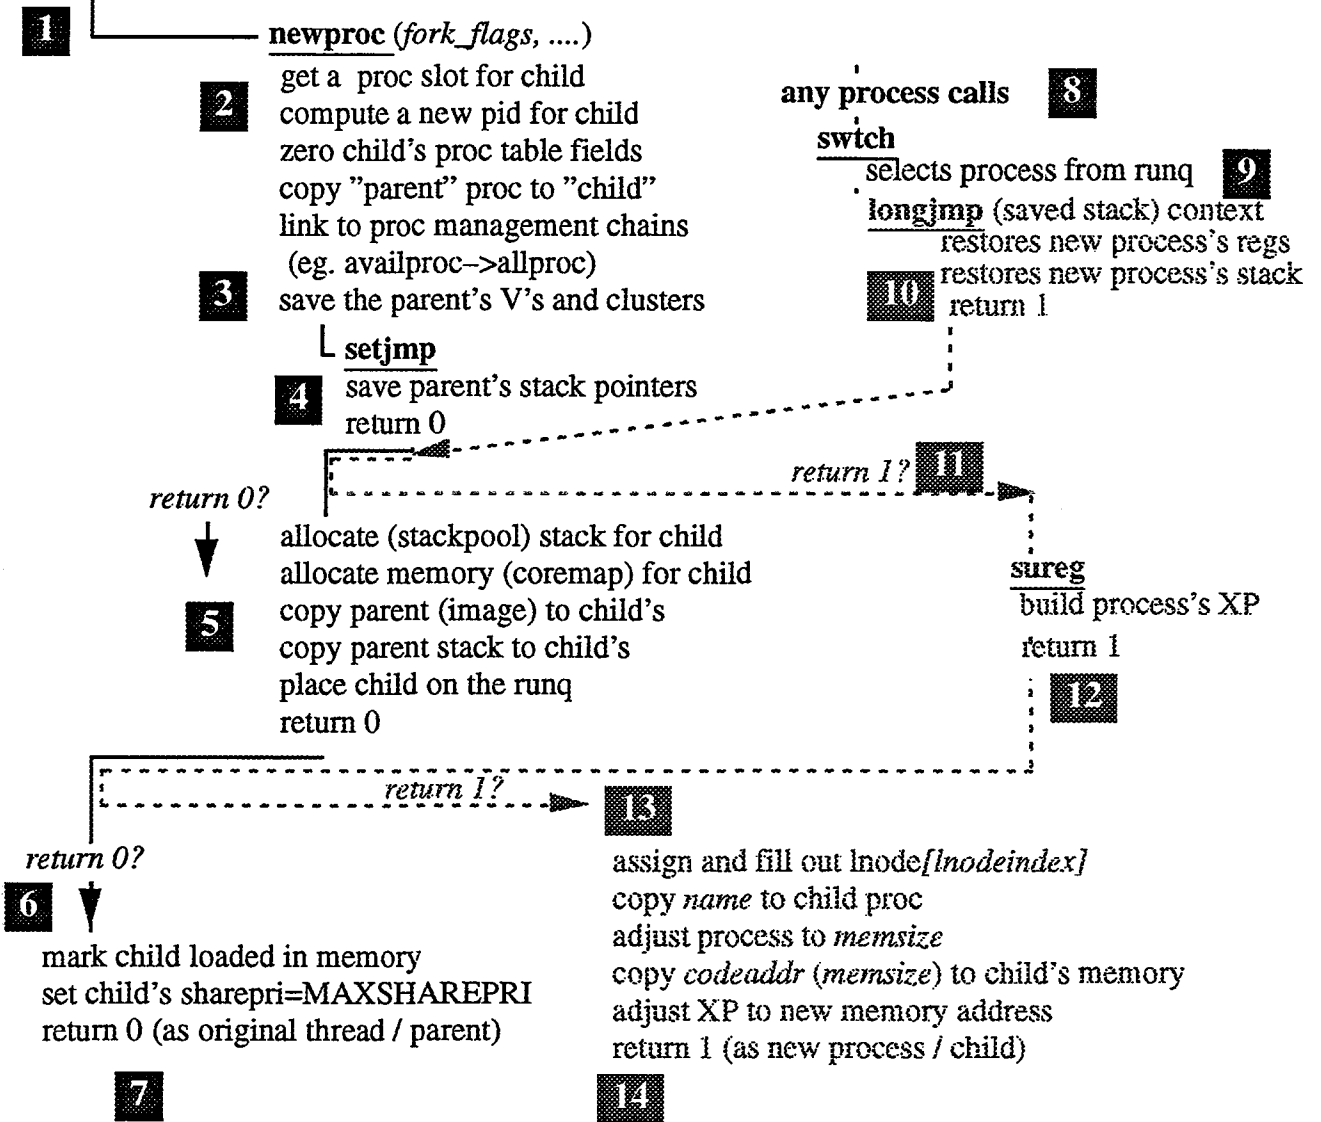 1
newproc (fork_flags, ....)
2
get a proc slot for child
compute a new pid for child
zero child's proc table fields
copy ”parent” proc to ”child”
link to proc management chains
(eg. availproc–>allproc)
3
save the parent's V's and clusters
setjmp
4
save parent's stack pointers
return 0
any process calls
8
swtch
selects process from runq
9
longjmp (saved stack) context
restores new process's regs
restores new process's stack
10
return 1
return 1?
11
return 0?
allocate (stackpool) stack for child
allocate memory (coremap) for child
5
copy parent (image) to child's
copy parent stack to child's
place child on the runq
return 0
sureg
build process's XP
return 1
12
return 1?
13
return 0?
6
mark child loaded in memory
set child's sharepri=MAXSHAREPRI
return 0 (as original thread / parent)
7
assign and fill out lnode[lnodeindex]
copy name to child proc
adjust process to memsize
copy codeaddr (memsize) to child's memory
adjust XP to new memory address
return 1 (as new process / child)
14